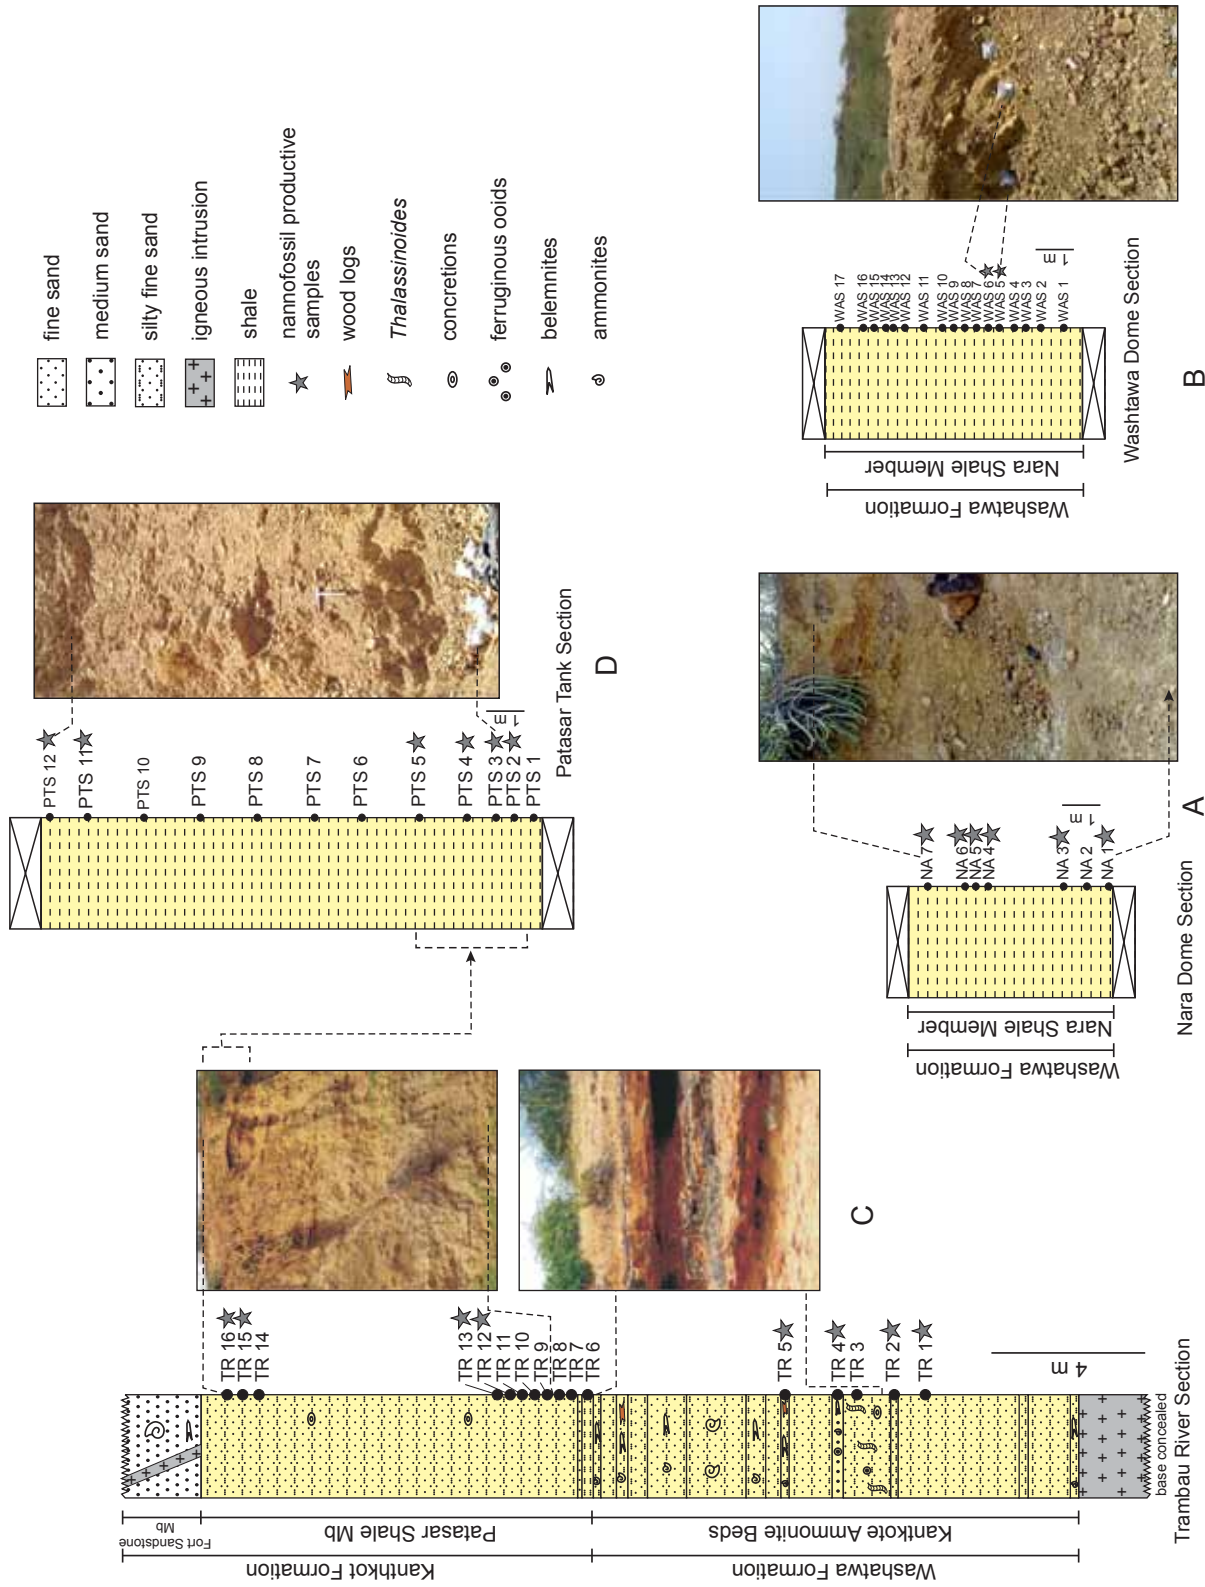 fine sand
medium sand
silty fine sand
igneous intrusion
shale
nannofossil productive
samples
wood logs
Thalassinoides
concretions
ferruginous ooids
belemnites
ammonites
PTS 12
PTS 11
PTS 10
PTS 9
PTS 8
PTS 7
PTS 6
PTS 5
PTS 4
PTS 3
PTS 2
PTS 1
1 m
Patasar Tank Section
D
WAS 17
WAS 16
WAS 15
WAS 14
WAS 13
WAS 12
WAS 11
WAS 10
WAS 9
WAS 8
WAS 7
WAS 6
WAS 5
WAS 4
WAS 3
WAS 2
WAS 1
1 m
Nara Shale Member
Washatwa Formation
Washtawa Dome Section
B
NA 7
NA 6
NA 5
NA 4
NA 3
NA 2
NA 1
1 m
Nara Shale Member
Washatwa Formation
Nara Dome Section
A
TR 16
TR 15
TR 14
TR 13
TR 12
TR 11
TR 10
TR 9
TR 8
TR 7
TR 6
TR 5
TR 4
TR 3
TR 2
TR 1
4 m
C
Fort Sandstone
Mb
Patasar Shale Mb
Kantkote Ammonite Beds
Kanthkot Formation
Washatwa Formation
base concealed
Trambau River Section